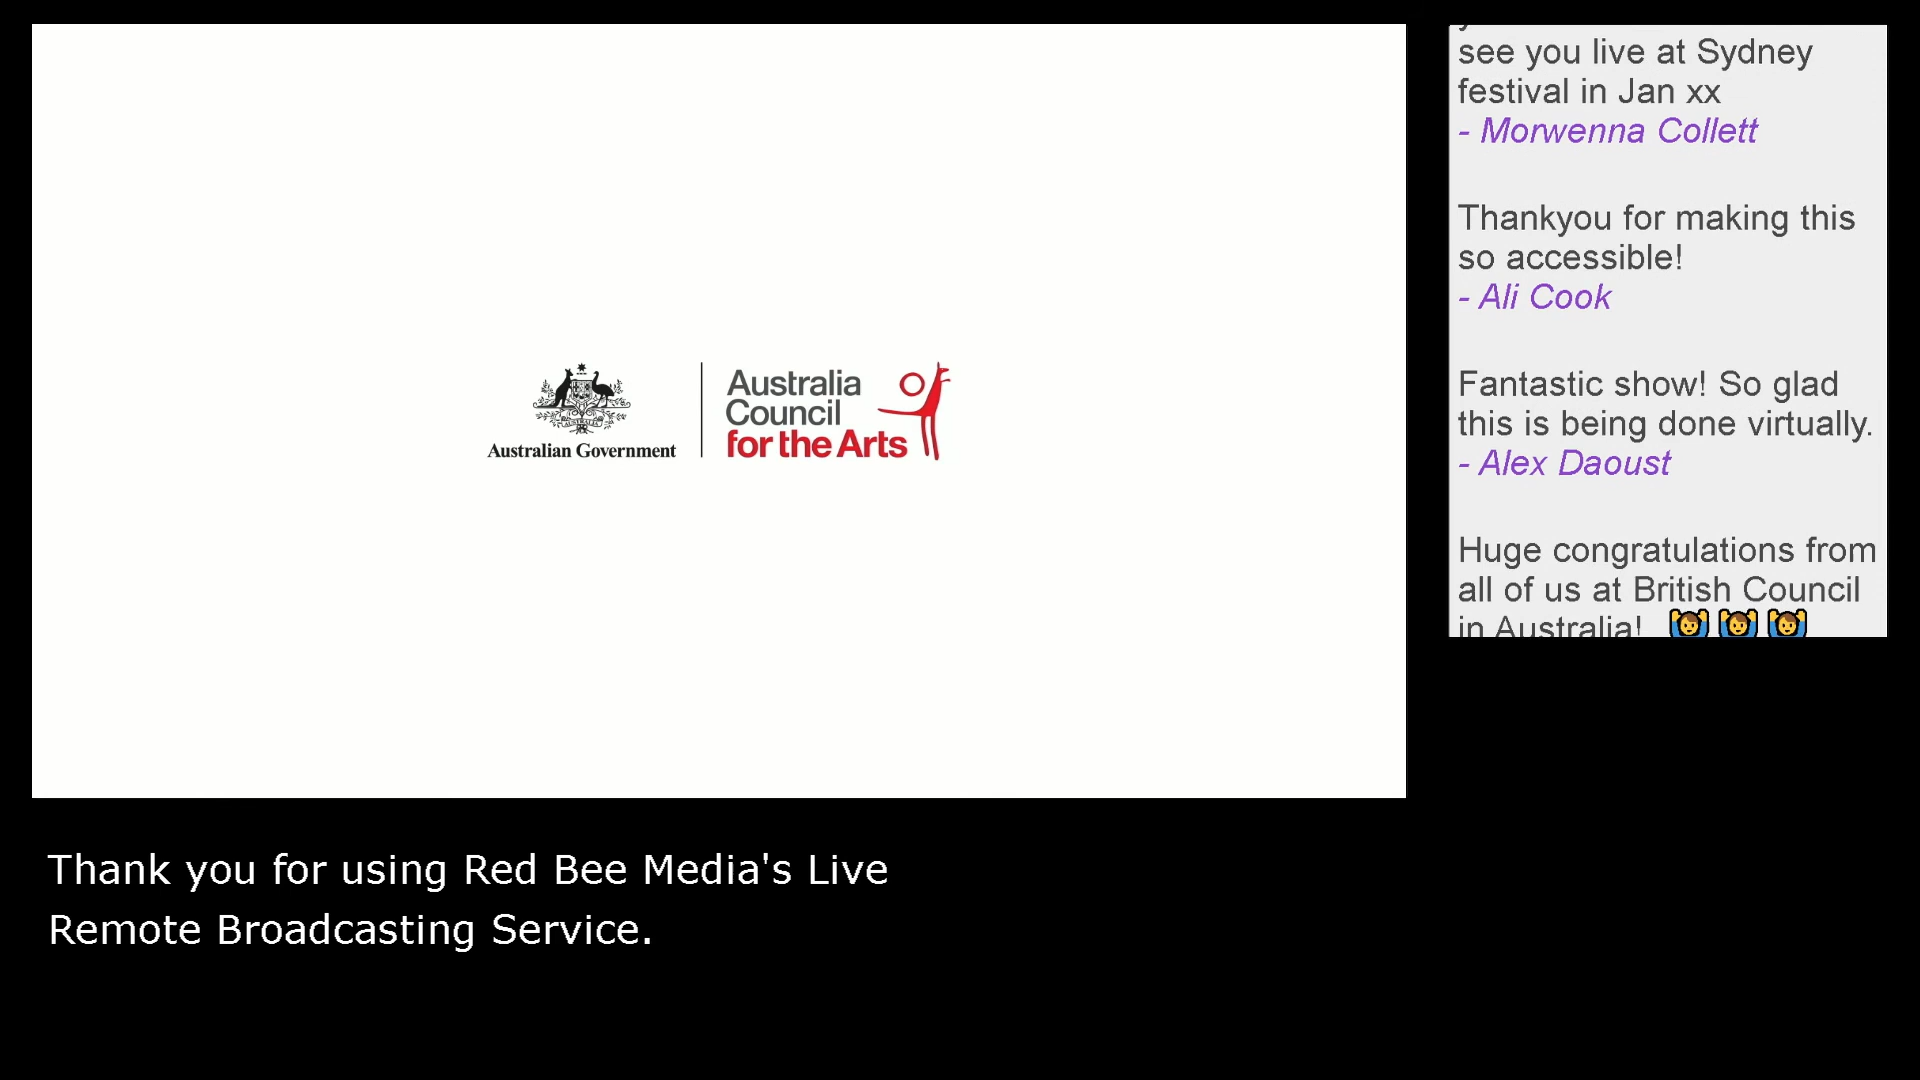 Australian Government
Australia
Council
for the Arts
see you live at Sydney
festival in Jan xx
- Morwenna Collett
Thankyou for making this
so accessible!
- Ali Cook
Fantastic show! So glad
this is being done virtually.
- Alex Daoust
Huge congratulations from
all of us at British Council
in Australia!
Thank you for using Red Bee Media's Live
Remote Broadcasting Service.